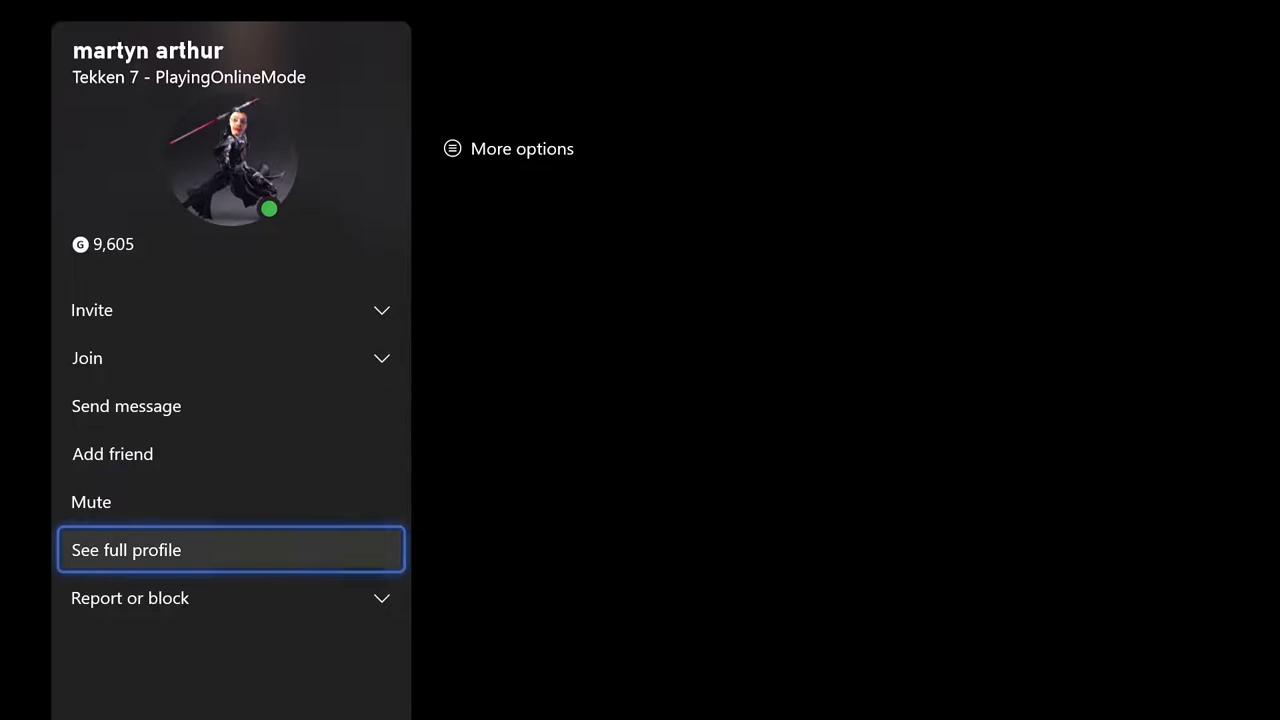 martyn arthur
Tekken 7 - PlayingOnlineMode
More options
G 9,605
Invite
Join
Send message
Add friend
Mute
See full profile
Report or block